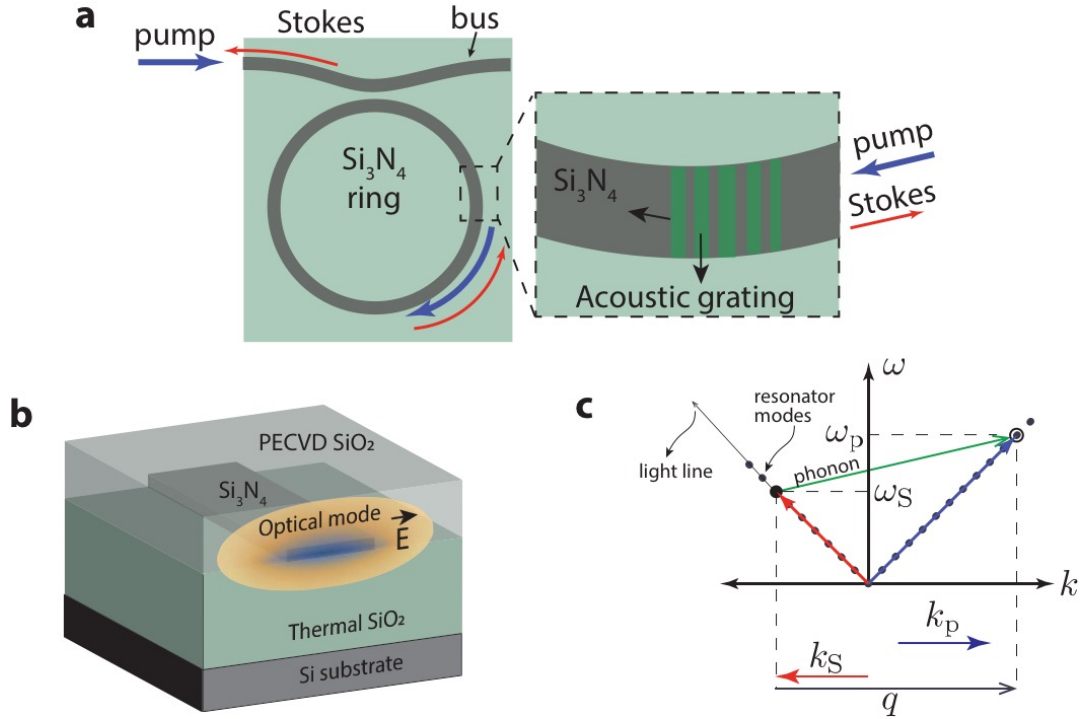 a
Stokes
bus
pump
Si₃N₄
ring
pump
Si₃N₄
Stokes
Acoustic grating
b
PECVD SiO₂
Si₃N₄
Optical mode
E
Thermal SiO₂
Si substrate
c
ω
resonator
modes
ωp
light line
phonon
ωS
k
kp
kS
q